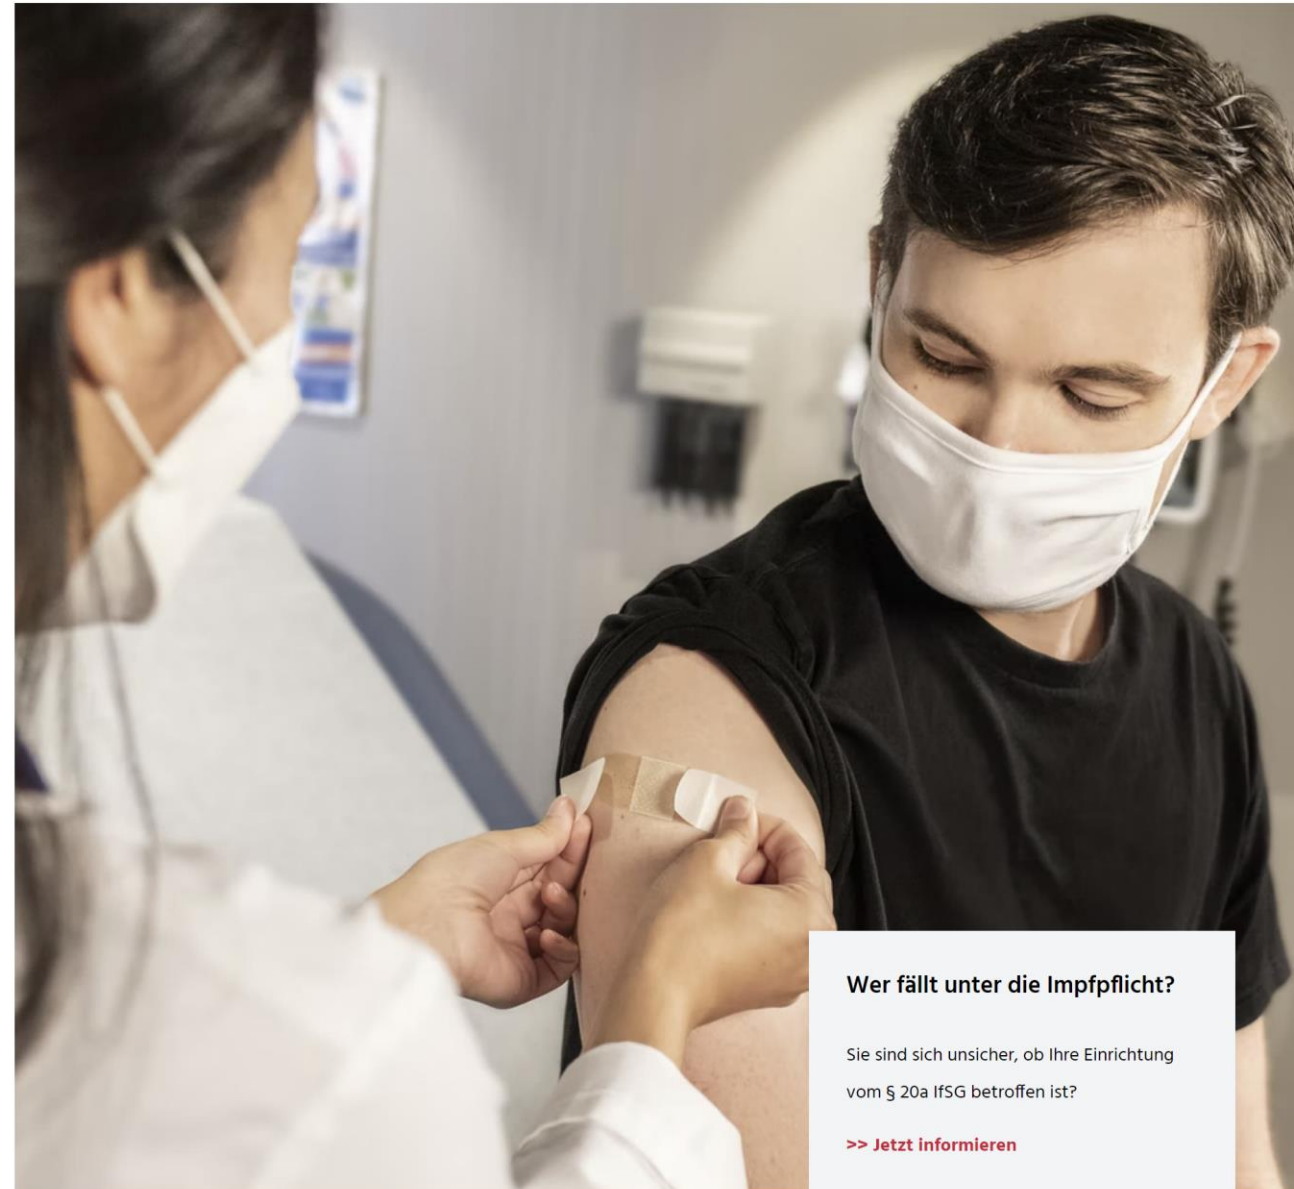 Wer fällt unter die Impfpflicht?
Sie sind sich unsicher, ob Ihre Einrichtung
vom § 20a IfSG betroffen ist?
>> Jetzt informieren